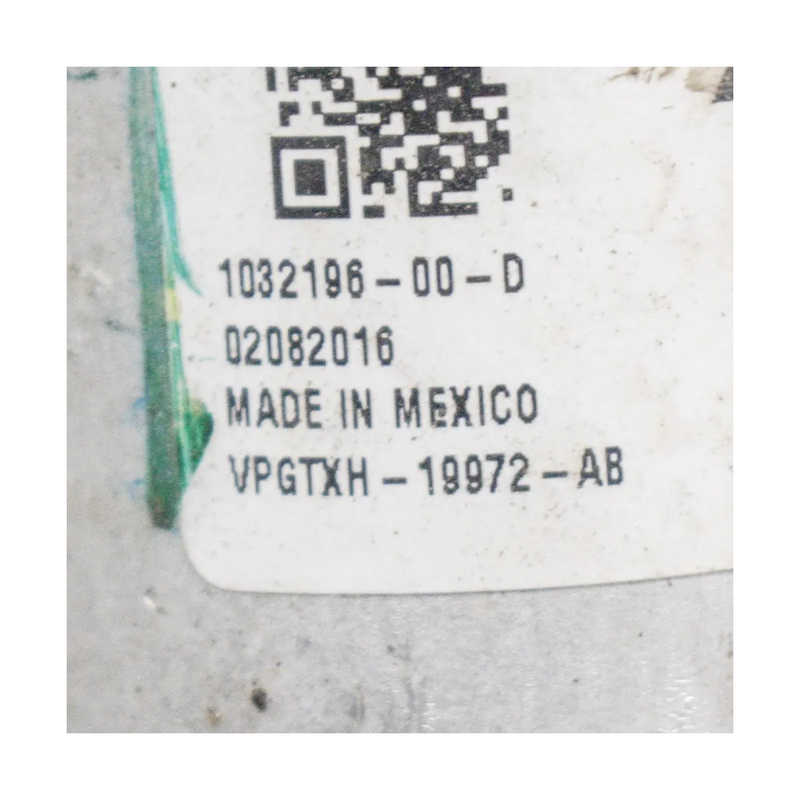 1032196-00-D
02082016
MADE IN MEXICO
VPGTXH-19972-AB